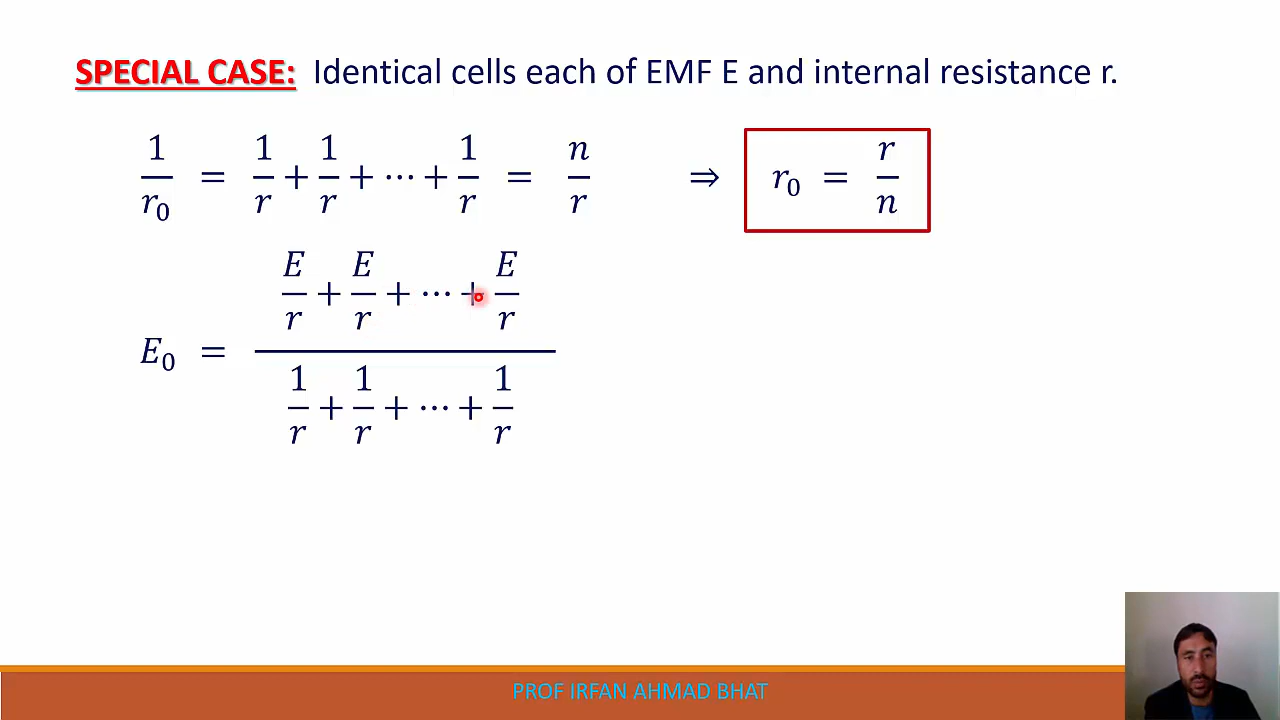 SPECIAL CASE: Identical cells each of EMF E and internal resistance r.
1/r₀ = 1/r + 1/r + ⋯ + 1/r = n/r ⇒ r₀ = r/n
E₀ = (E/r + E/r + ⋯ + E/r) / (1/r + 1/r + ⋯ + 1/r)
PROF IRFAN AHMAD BHAT